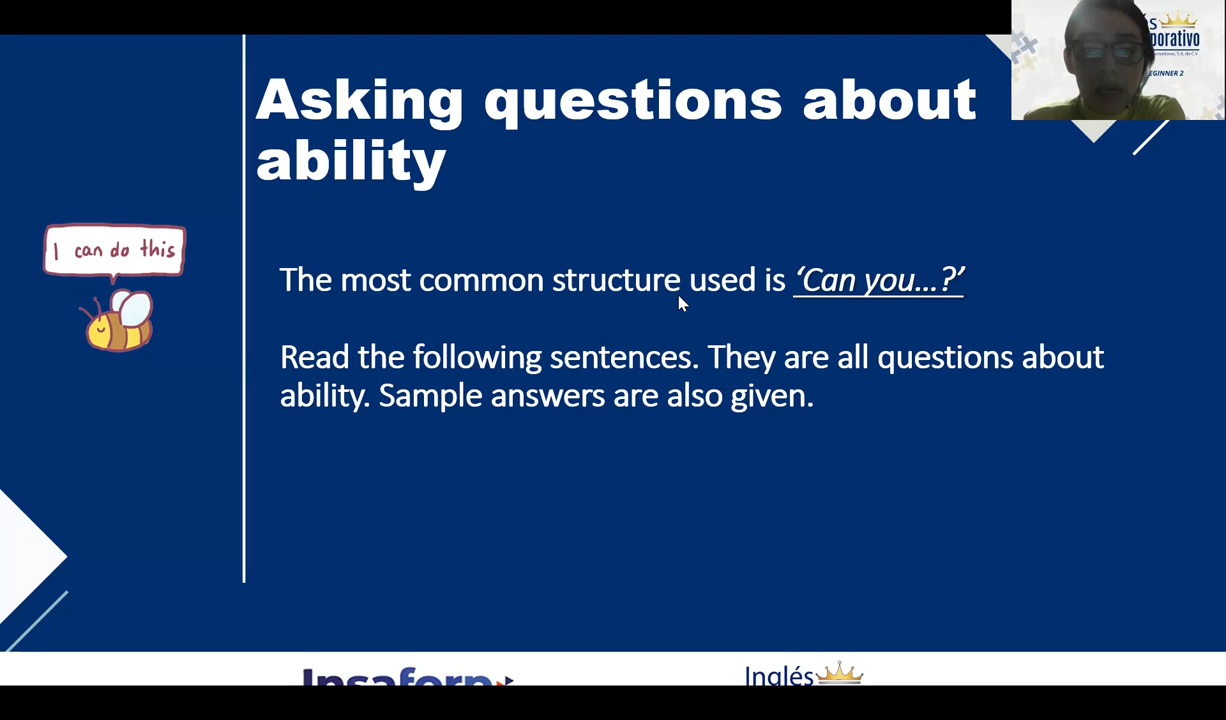 Asking questions about
ability
I can do this
The most common structure used is ‘Can you...?’
Read the following sentences. They are all questions about
ability. Sample answers are also given.
Insaforp
Inglés